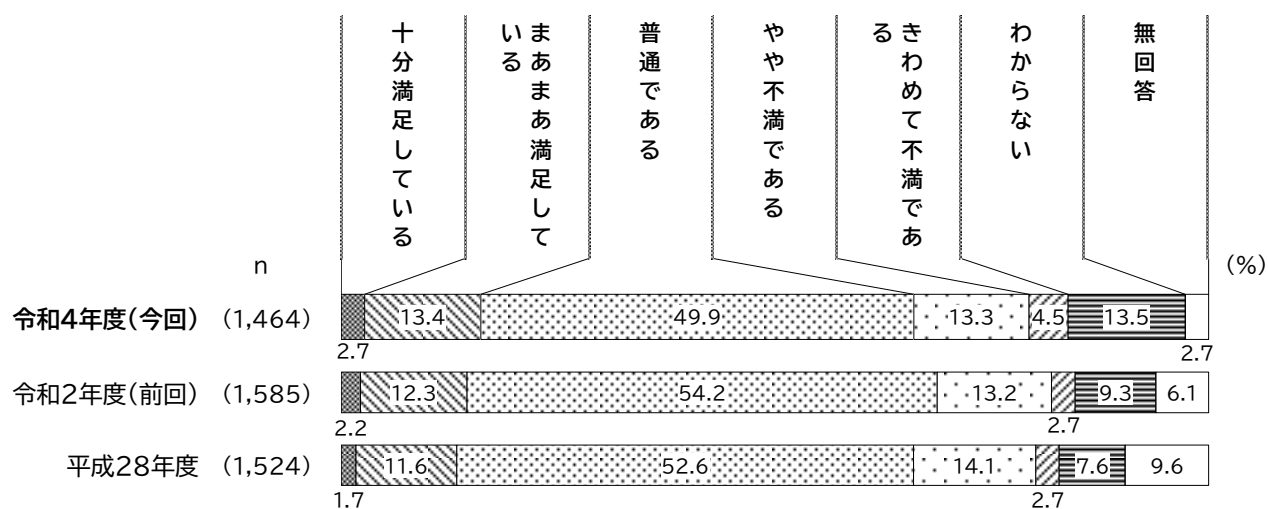 十分満足している
まあまあ満足して
いる
普通である
やや不満である
きわめて不満であ
る
わからない
無回答
n
(%)
令和4年度(今回) (1,464)
13.4 49.9 13.3 4.5 13.5
2.7 2.7
令和2年度(前回) (1,585)
12.3 54.2 13.2 9.3 6.1
2.2 2.7
平成28年度 (1,524)
11.6 52.6 14.1 7.6 9.6
1.7 2.7